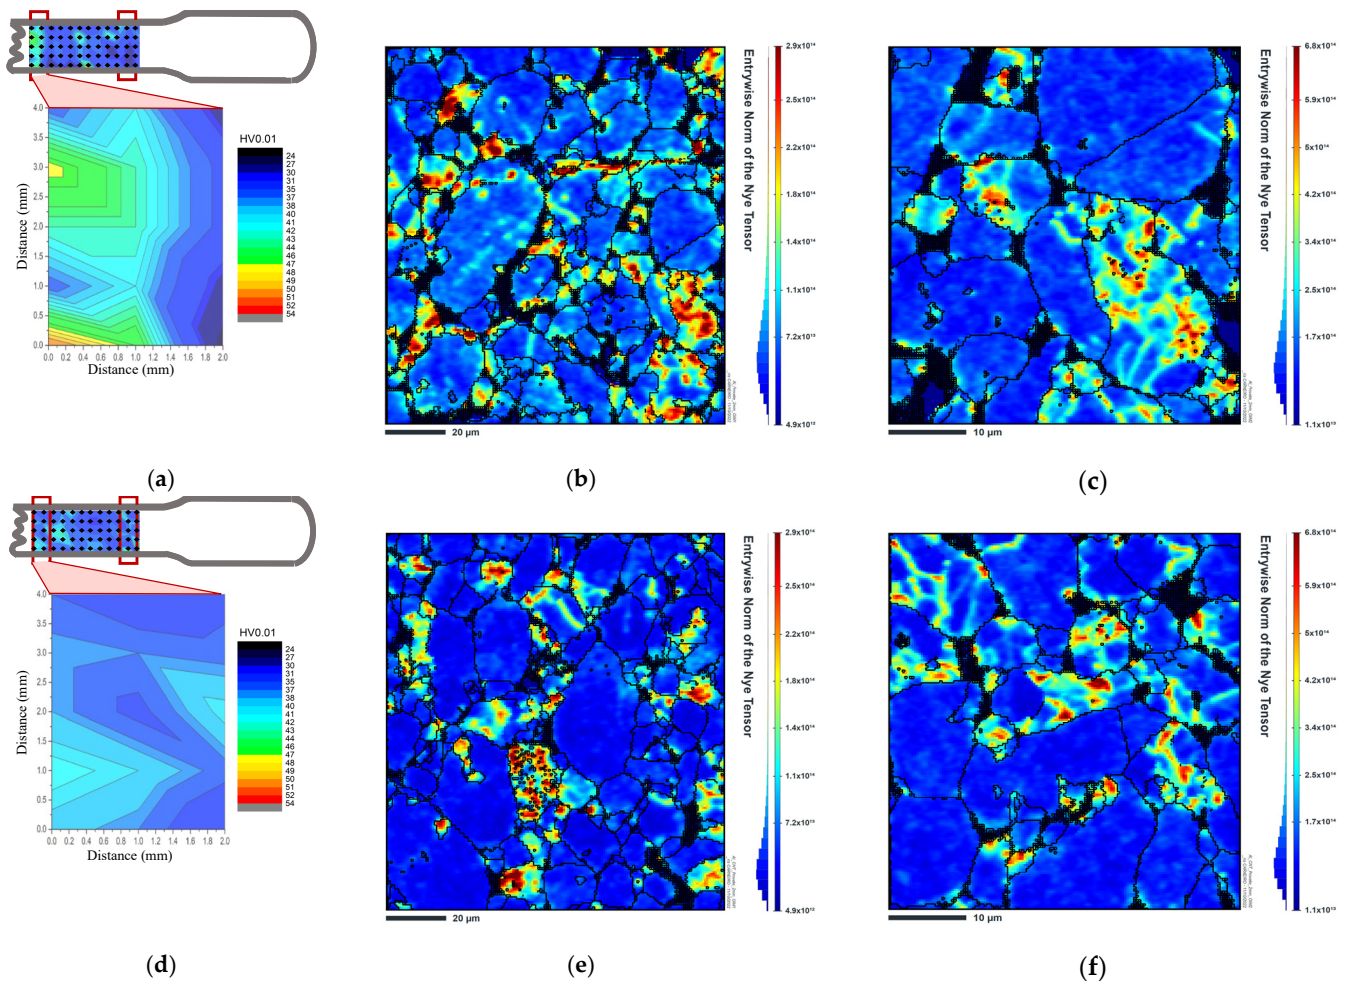 HV0.01
24
27
30
31
35
37
38
40
41
42
43
44
46
47
48
49
50
51
52
54
Distance (mm)
4.0
3.5
3.0
2.5
2.0
1.5
1.0
0.5
0.0
0.0 0.2 0.4 0.6 0.8 1.0 1.2 1.4 1.6 1.8 2.0
Distance (mm)
(a)
20 µm
Entrywise Norm of the Nye Tensor
2.9x10¹⁴
2.5x10¹⁴
2.2x10¹⁴
1.8x10¹⁴
1.4x10¹⁴
1.1x10¹⁴
7.2x10¹³
4.9x10¹²
(b)
10 µm
Entrywise Norm of the Nye Tensor
6.8x10¹⁴
5.9x10¹⁴
5x10¹⁴
4.2x10¹⁴
3.4x10¹⁴
2.5x10¹⁴
1.7x10¹⁴
1.1x10¹³
(c)
HV0.01
24
27
30
31
35
37
38
40
41
42
43
44
46
47
48
49
50
51
52
54
Distance (mm)
4.0
3.5
3.0
2.5
2.0
1.5
1.0
0.5
0.0
0.0 0.2 0.4 0.6 0.8 1.0 1.2 1.4 1.6 1.8 2.0
Distance (mm)
(d)
20 µm
Entrywise Norm of the Nye Tensor
2.9x10¹⁴
2.5x10¹⁴
2.2x10¹⁴
1.8x10¹⁴
1.4x10¹⁴
1.1x10¹⁴
7.2x10¹³
4.9x10¹²
(e)
10 µm
Entrywise Norm of the Nye Tensor
6.8x10¹⁴
5.9x10¹⁴
5x10¹⁴
4.2x10¹⁴
3.4x10¹⁴
2.5x10¹⁴
1.7x10¹⁴
1.1x10¹³
(f)